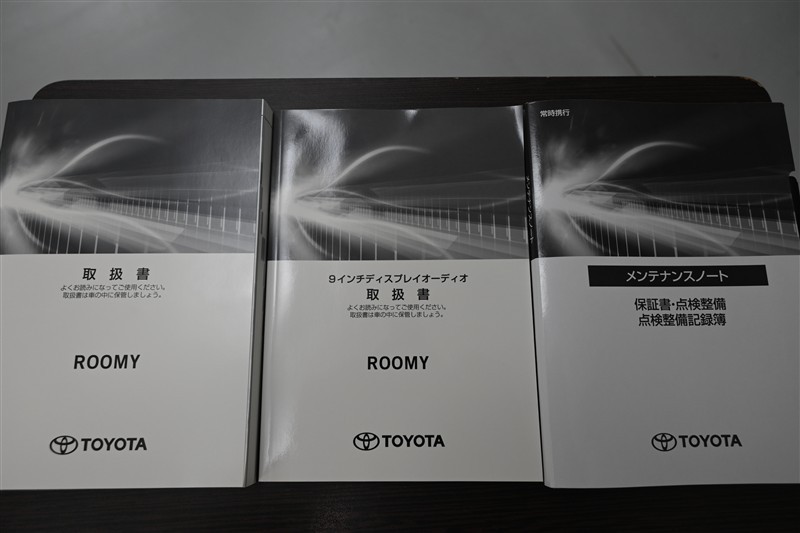 取扱書
よくお読みになってご使用ください。
取扱書は車の中に保管しましょう。
ROOMY
TOYOTA
9インチディスプレイオーディオ
取扱書
よくお読みになってご使用ください。
取扱書は車の中に保管しましょう。
ROOMY
TOYOTA
常時携行
メンテナンスノート
保証書・点検整備
点検整備記録簿
TOYOTA